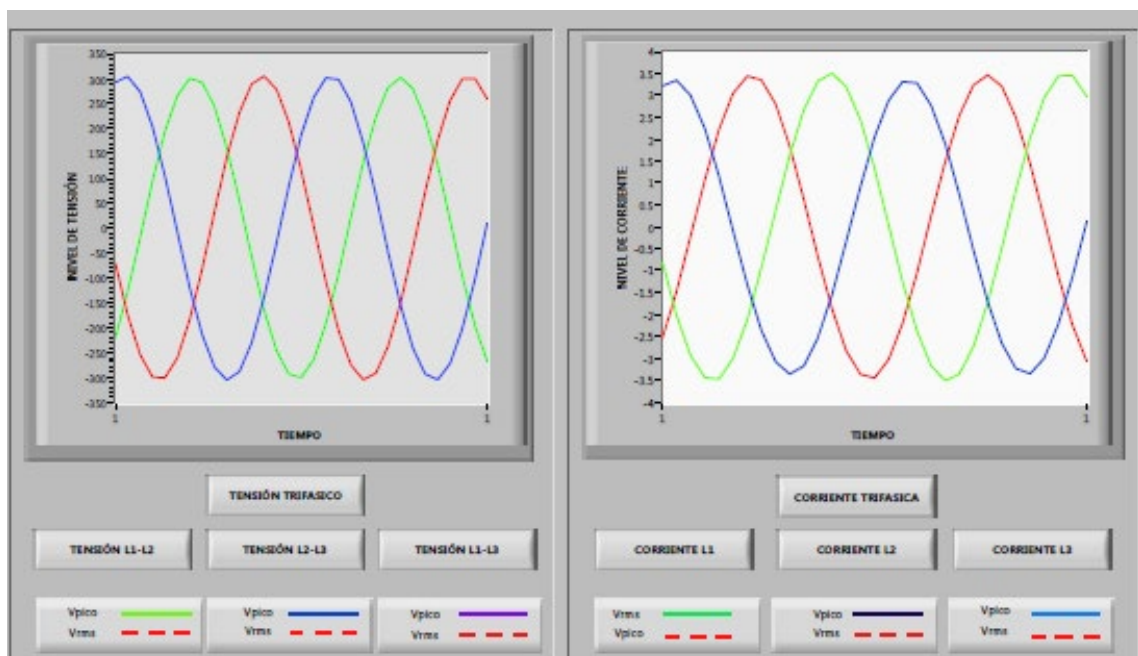 350
300
250
200
150
100
50
0
-50
-100
-150
-200
-250
-300
-350
NIVEL DE TENSIÓN
1
1
TIEMPO
TENSIÓN TRIFASICO
TENSIÓN L1-L2
TENSIÓN L2-L3
TENSIÓN L1-L3
Vpico
Vrms
Vpico
Vrms
Vpico
Vrms
4
3.5
3
2.5
2
1.5
1
0.5
0
-0.5
-1
-1.5
-2
-2.5
-3
-3.5
-4
NIVEL DE CORRIENTE
1
1
TIEMPO
CORRIENTE TRIFASICA
CORRIENTE L1
CORRIENTE L2
CORRIENTE L3
Vrms
Vpico
Vpico
Vrms
Vpico
Vrms